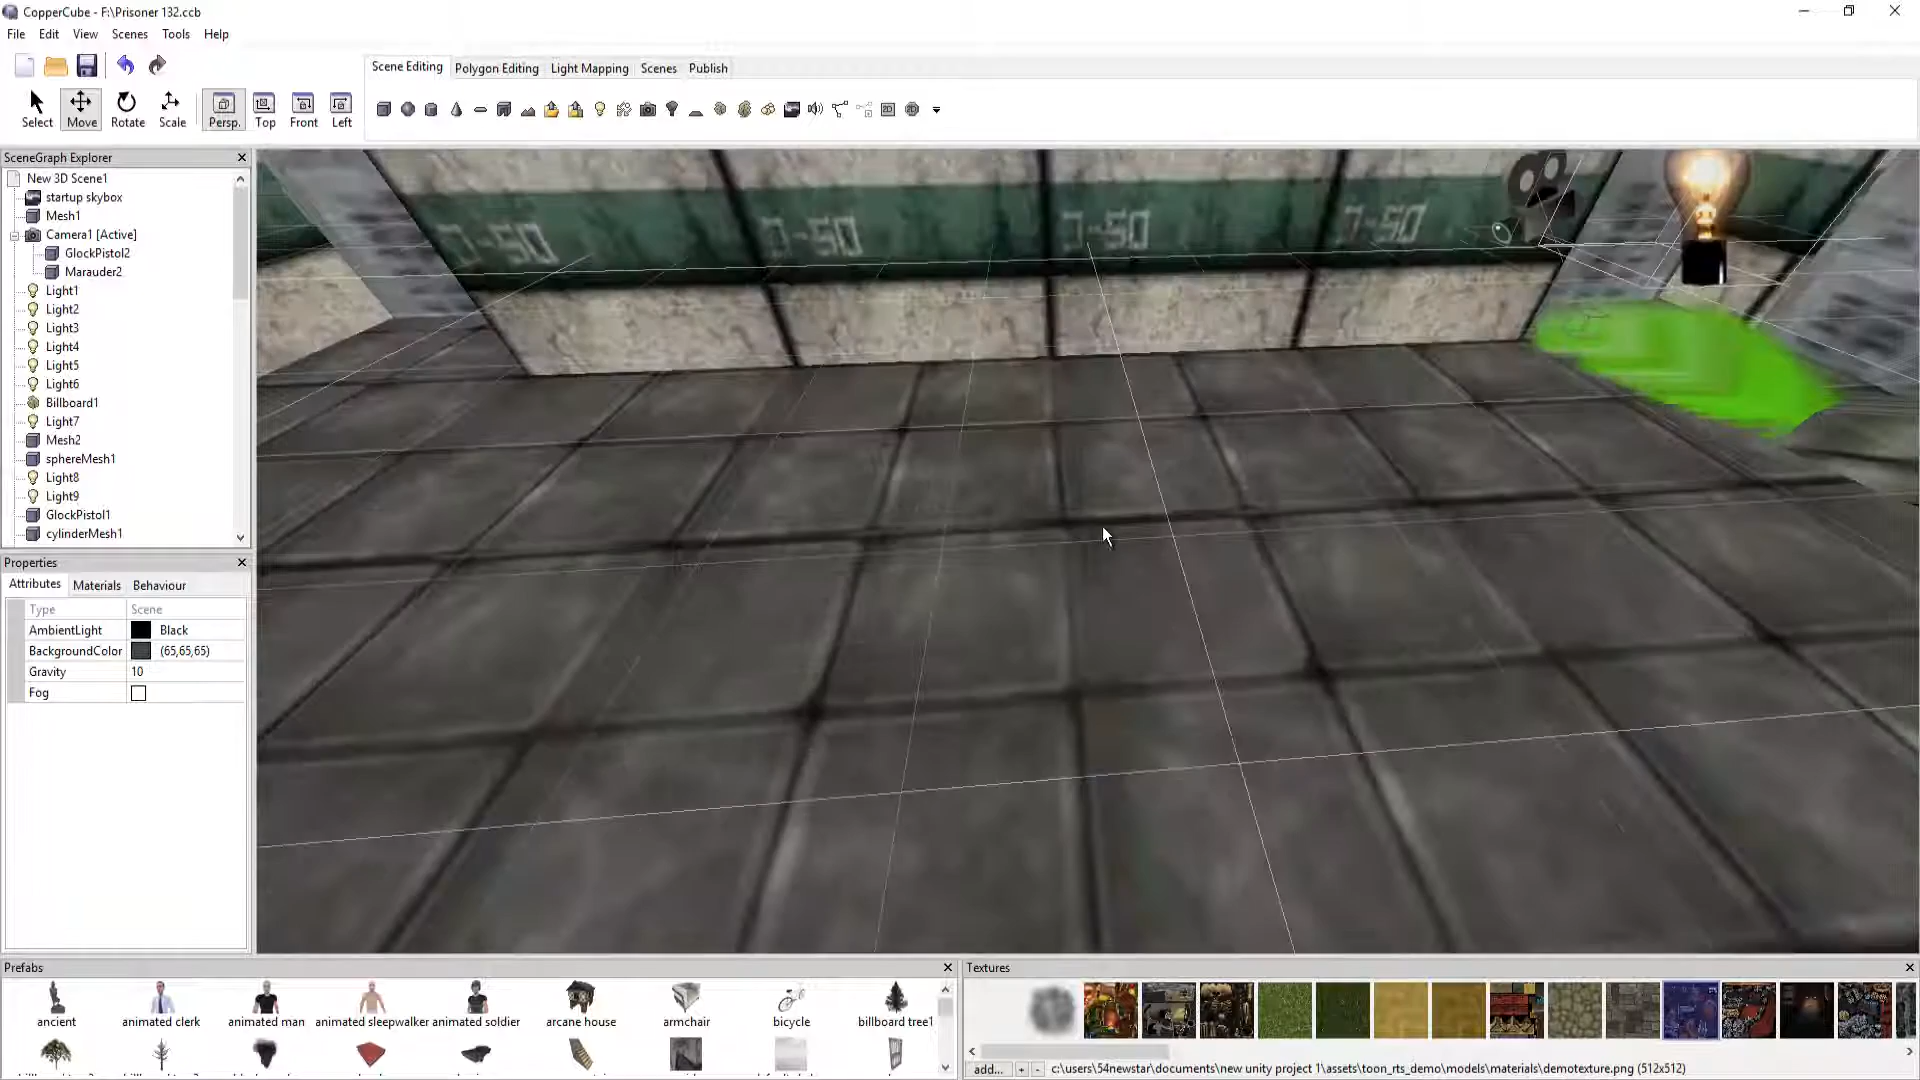 CopperCube - F:\Prisoner 132.ccb
File Edit View Scenes Tools Help
Scene Editing Polygon Editing Light Mapping Scenes Publish
Select Move Rotate Scale Persp. Top Front Left
SceneGraph Explorer
New 3D Scene1
startup skybox
Mesh1
Camera1 [Active]
GlockPistol2
Marauder2
Light1
Light2
Light3
Light4
Light5
Light6
Billboard1
Light7
Mesh2
sphereMesh1
Light8
Light9
GlockPistol1
cylinderMesh1
Properties
Attributes Materials Behaviour
Type Scene
AmbientLight Black
BackgroundColor (65,65,65)
Gravity 10
Fog
Prefabs
ancient animated clerk animated man animated sleepwalker animated soldier arcane house armchair bicycle billboard tree1
Textures
add... + - c:\users\54newstar\documents\new unity project 1\assets\toon_rts_demo\models\materials\demotexture.png (512x512)